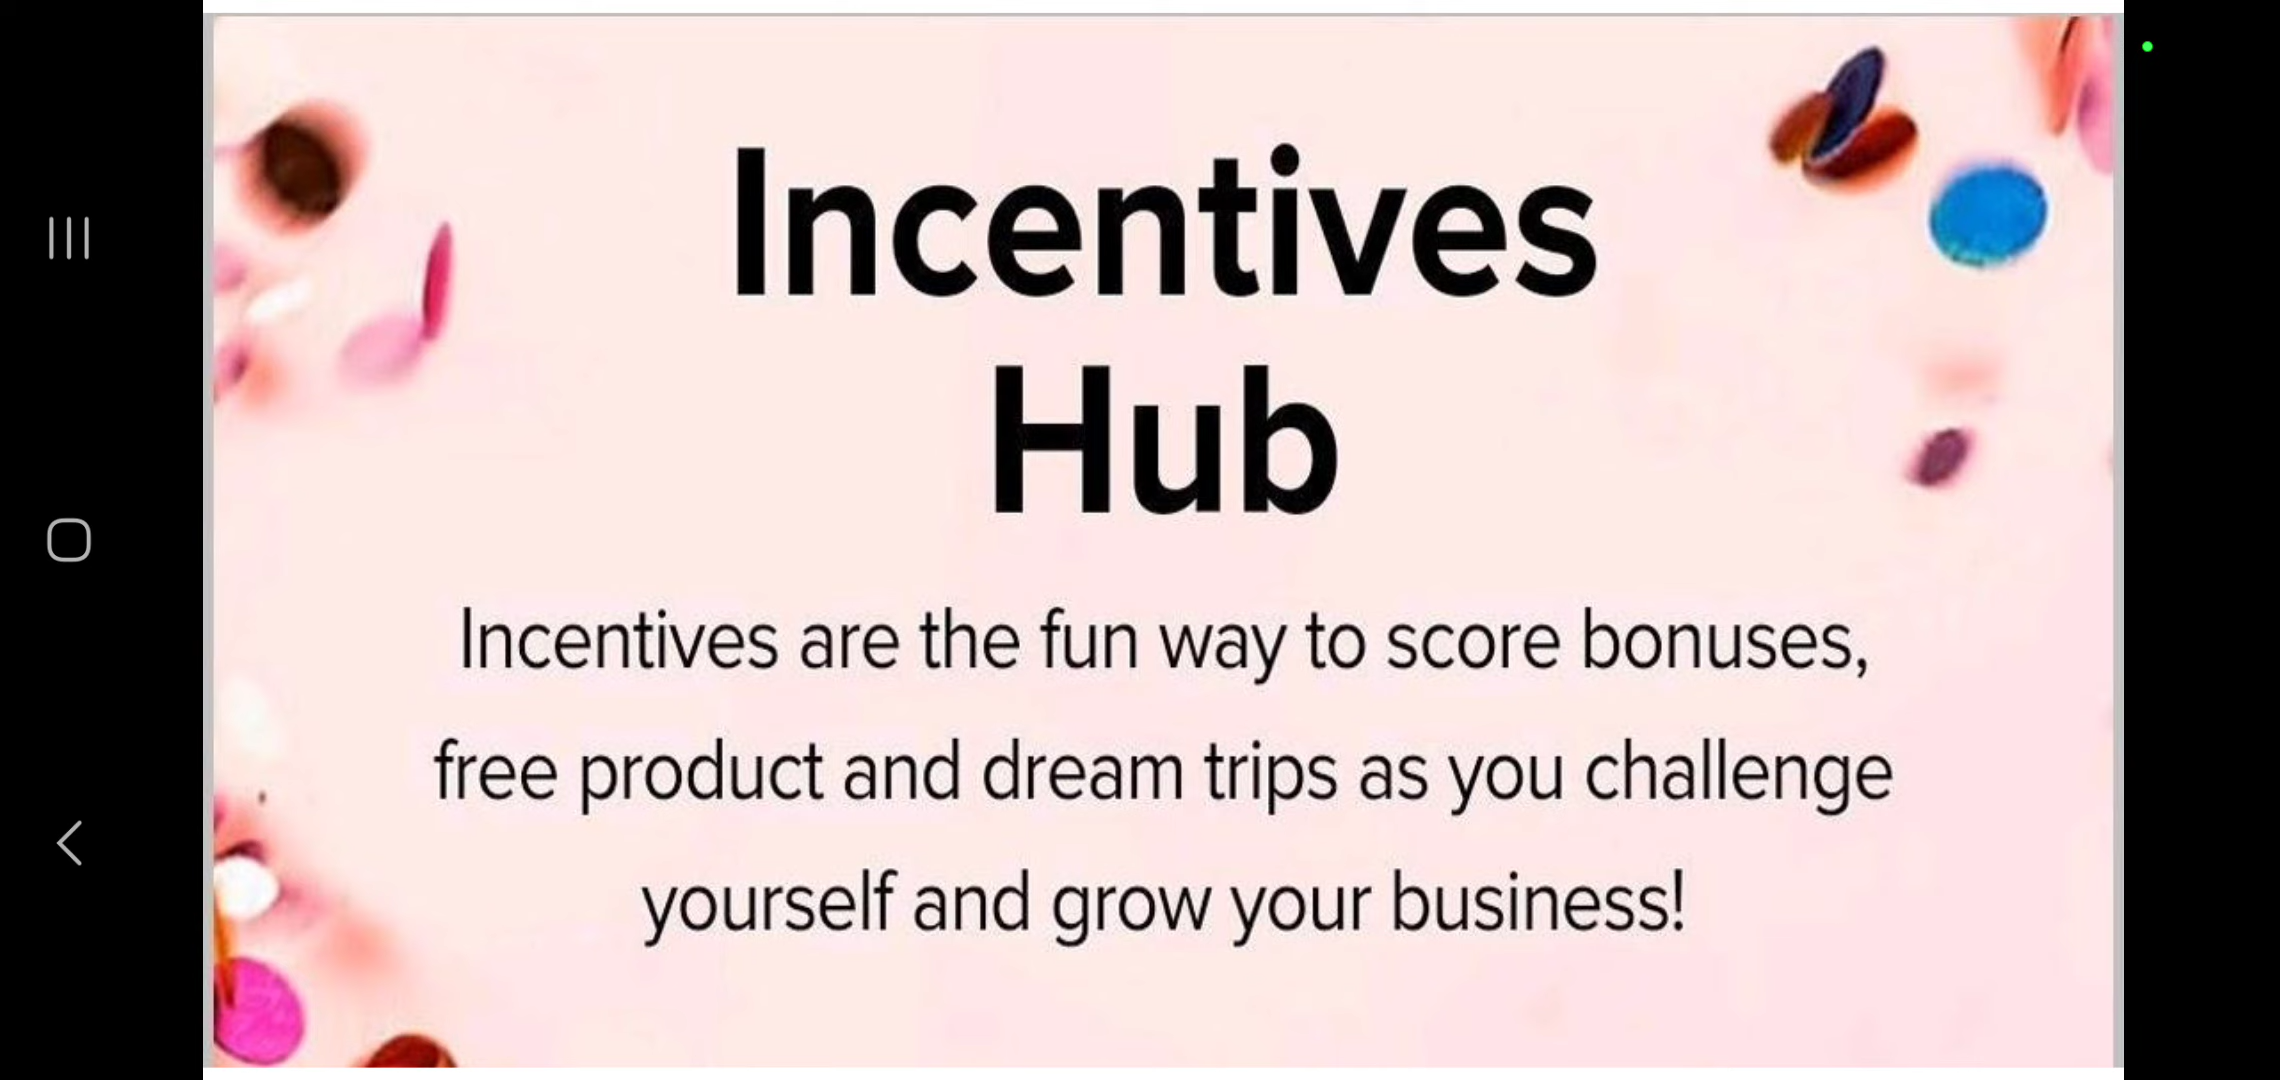 Incentives
Hub
Incentives are the fun way to score bonuses,
free product and dream trips as you challenge
yourself and grow your business!